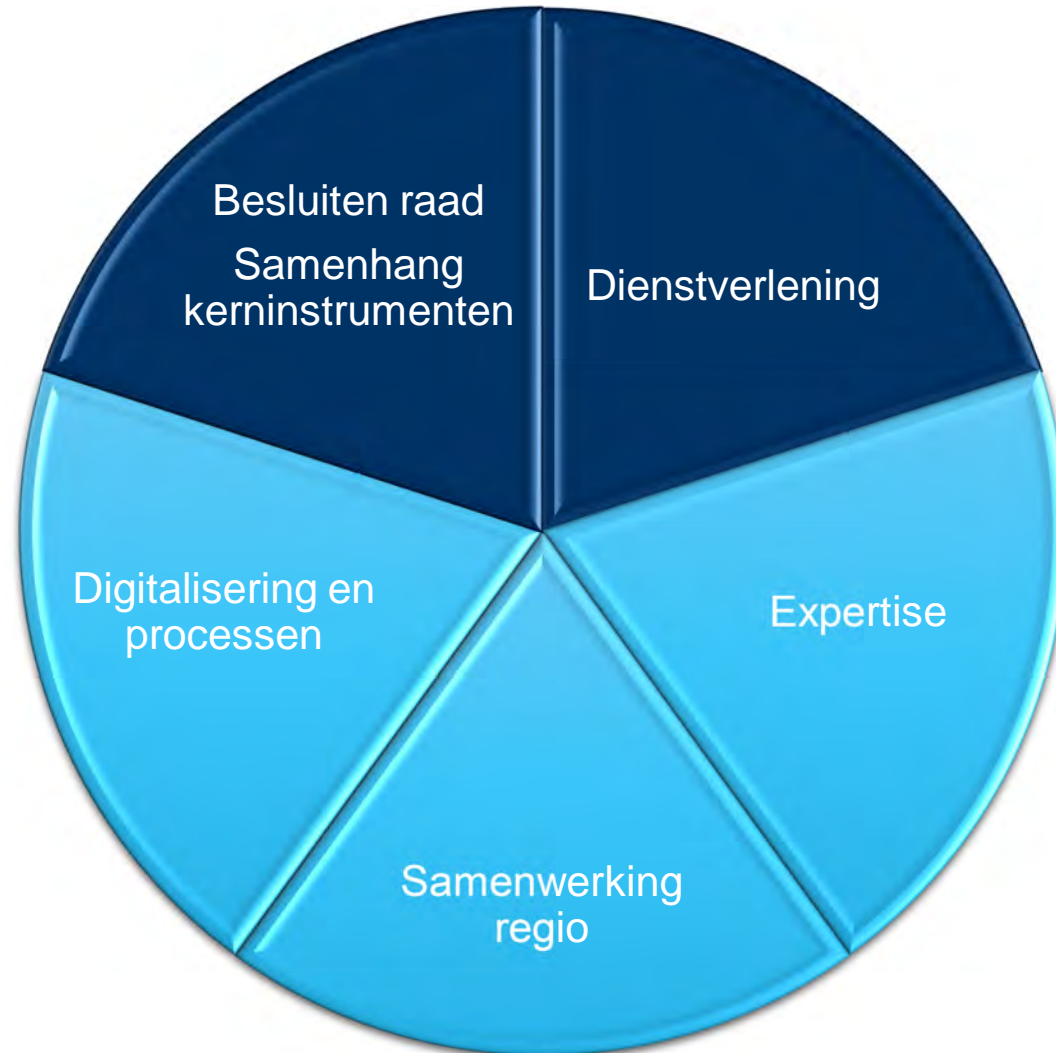 Besluiten raad
Samenhang
kerninstrumenten
Dienstverlening
Digitalisering en
processen
Expertise
Samenwerking
regio